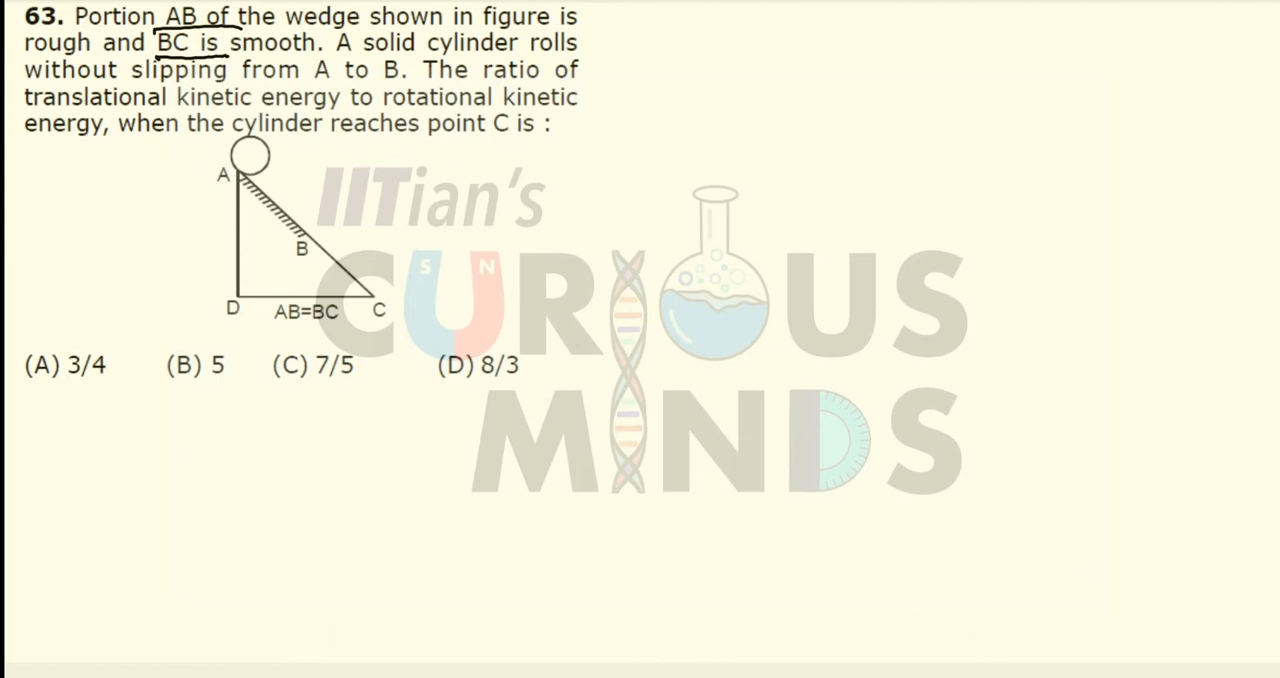 63. Portion AB of the wedge shown in figure is
rough and BC is smooth. A solid cylinder rolls
without slipping from A to B. The ratio of
translational kinetic energy to rotational kinetic
energy, when the cylinder reaches point C is :
A
B
D AB=BC C
(A) 3/4 (B) 5 (C) 7/5 (D) 8/3
IITian's
S N
CURIOUS
MINDS